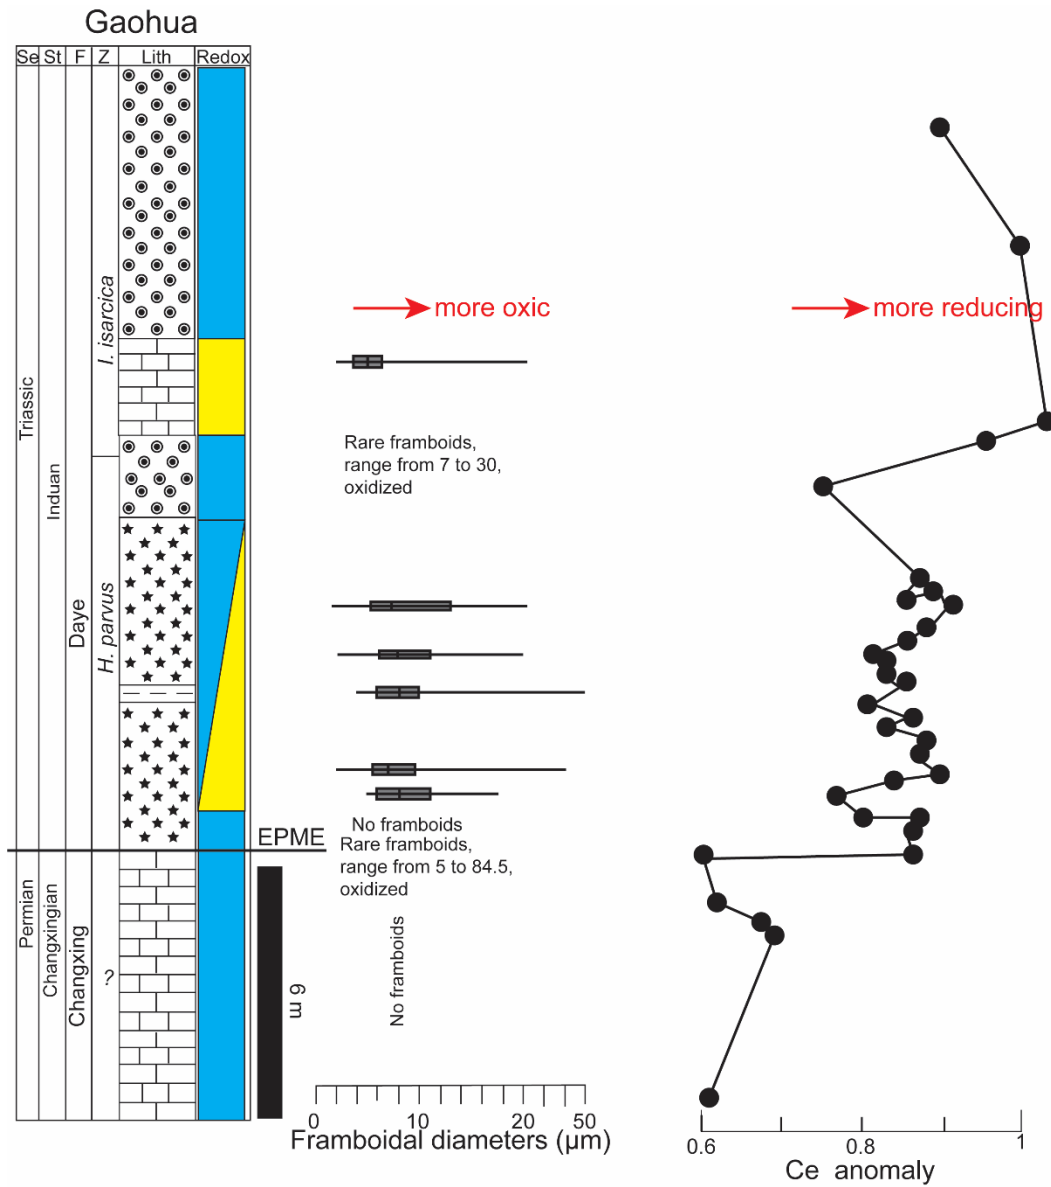 Gaohua
Se St F Z Lith Redox
I. isarcica
more oxic
more reducing
Triassic
Rare framboids,
range from 7 to 30,
oxidized
Induan
H. parvus
Daye
EPME
No framboids
Rare framboids,
range from 5 to 84.5,
oxidized
Permian
Changxingian
Changxing
?
6 m
No framboids
0 10 20 50
Framboidal diameters (µm)
0.6 0.8 1
Ce anomaly